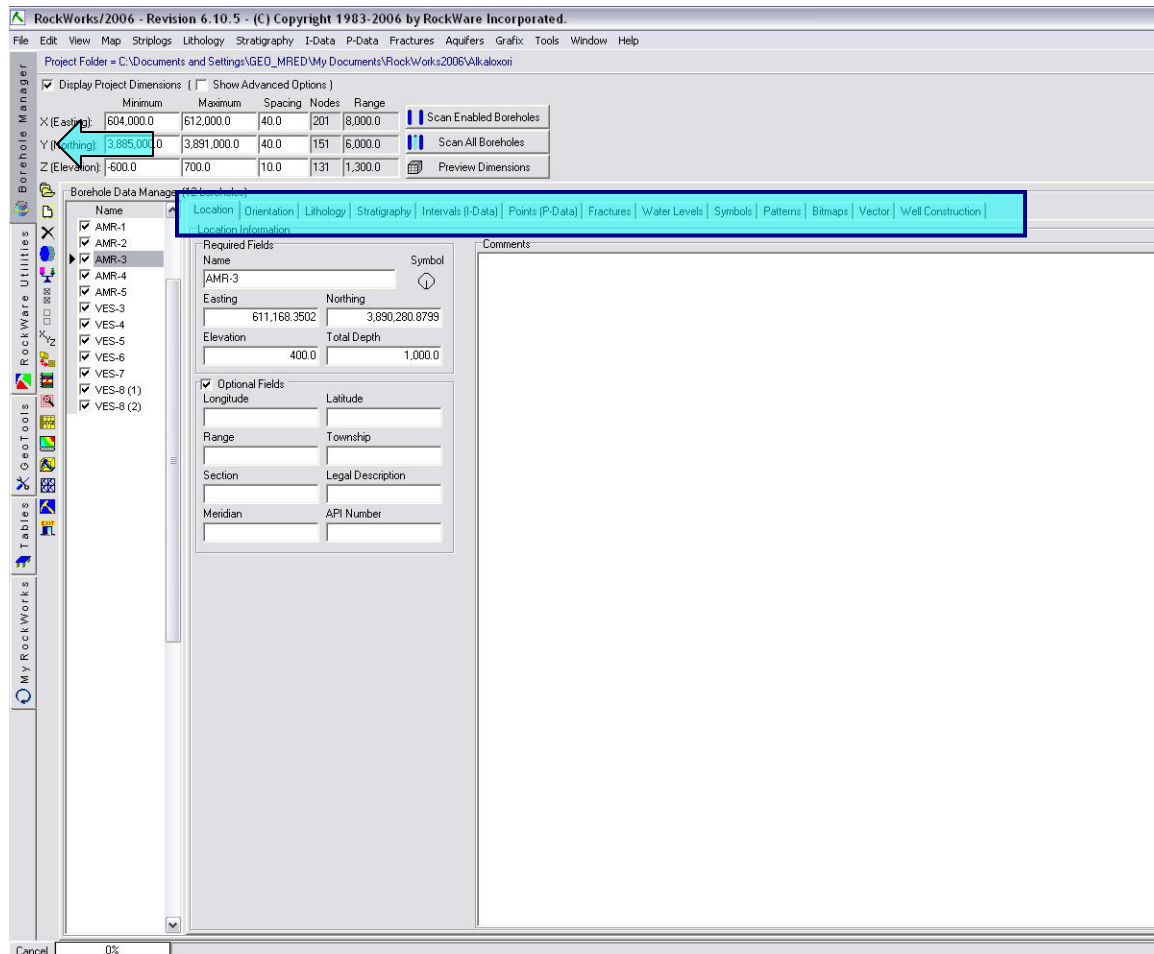 RockWorks/2006 - Revision 6.10.5 - (C) Copyright 1983-2006 by RockWare Incorporated.
File Edit View Map Striplogs Lithology Stratigraphy I-Data P-Data Fractures Aquifers Grafix Tools Window Help
Project Folder = C:\Documents and Settings\GEO_MRED\My Documents\RockWorks2006\Alkaloxori
Display Project Dimensions ( Show Advanced Options )
Minimum Maximum Spacing Nodes Range
X (Easting): 604,000.0 612,000.0 40.0 201 8,000.0 Scan Enabled Boreholes
Y (Northing): 3,885,000.0 3,891,000.0 40.0 151 6,000.0 Scan All Boreholes
Z (Elevation): -600.0 700.0 10.0 131 1,300.0 Preview Dimensions
Borehole Manager
RockWare Utilities
GeoTools
Tables
My RockWorks
XYZ
EXIT
Borehole Data Manager (12 boreholes)
Name
AMR-1
AMR-2
AMR-3
AMR-4
AMR-5
VES-3
VES-4
VES-5
VES-6
VES-7
VES-8 (1)
VES-8 (2)
Location Orientation Lithology Stratigraphy Intervals (I-Data) Points (P-Data) Fractures Water Levels Symbols Patterns Bitmaps Vector Well Construction
Location Information
Required Fields
Name Symbol
AMR-3
Easting Northing
611,168.3502 3,890,280.8799
Elevation Total Depth
400.0 1,000.0
Optional Fields
Longitude Latitude
Range Township
Section Legal Description
Meridian API Number
Comments
Cancel 0%